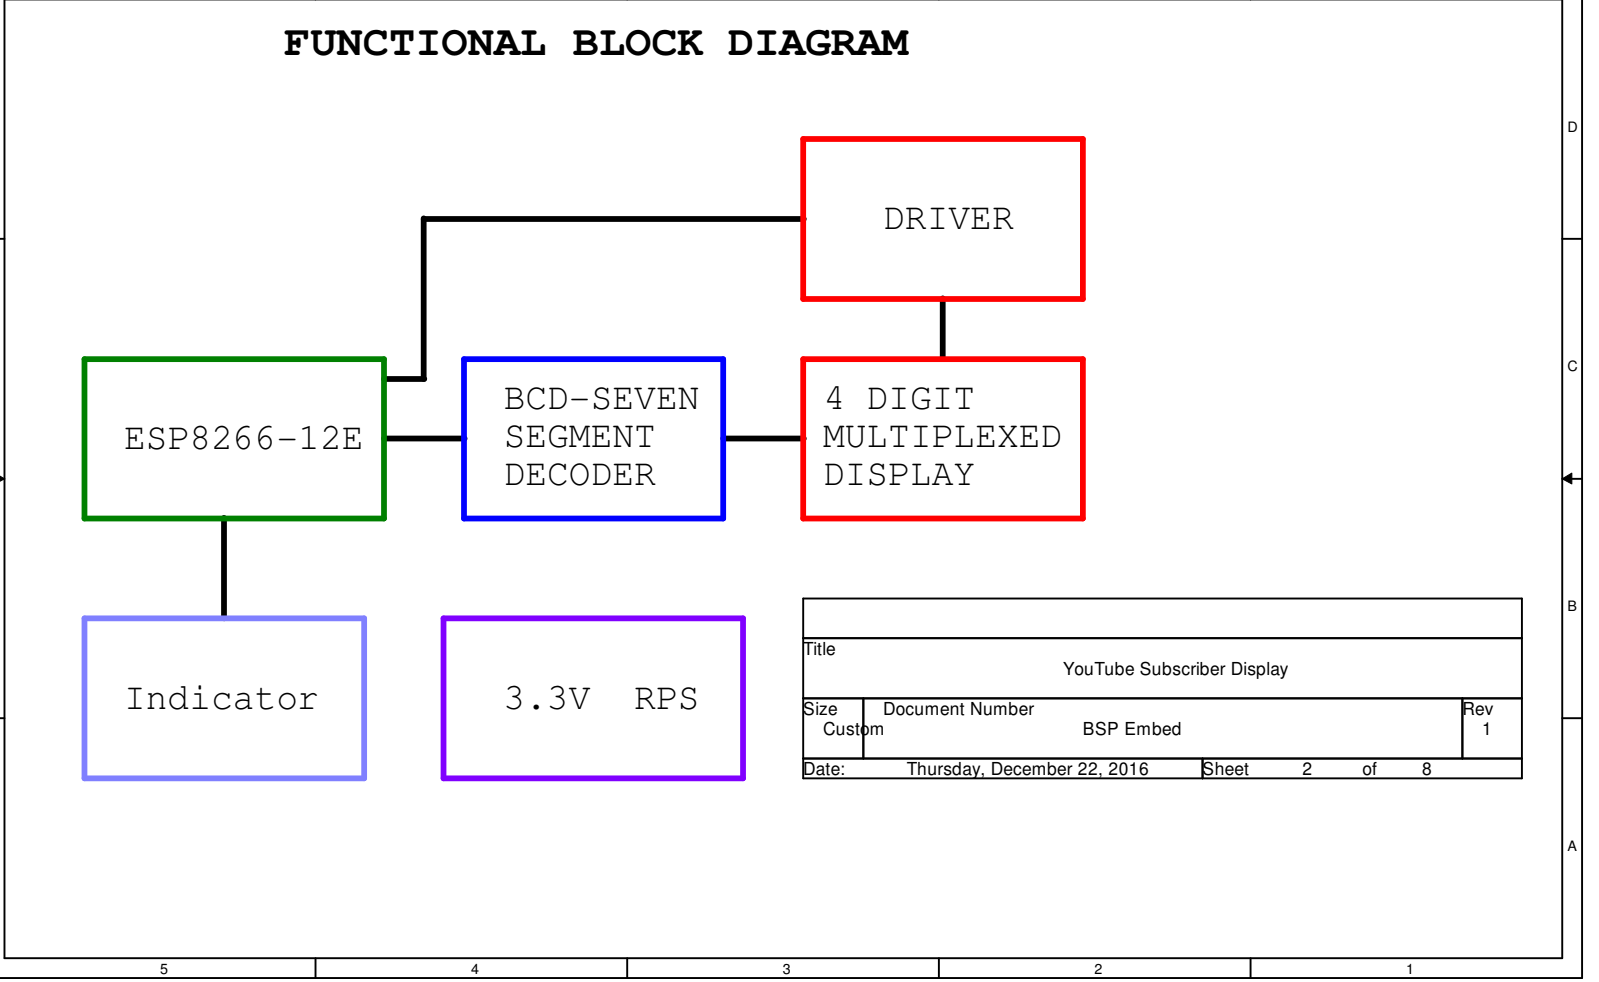 FUNCTIONAL BLOCK DIAGRAM
D
DRIVER
C
ESP8266-12E
BCD-SEVEN
SEGMENT
DECODER
4 DIGIT
MULTIPLEXED
DISPLAY
B
Indicator
3.3V RPS
Title
YouTube Subscriber Display
Size
Custom
Document Number
BSP Embed
Rev
1
Date: Thursday, December 22, 2016 Sheet 2 of 8
A
5 4 3 2 1